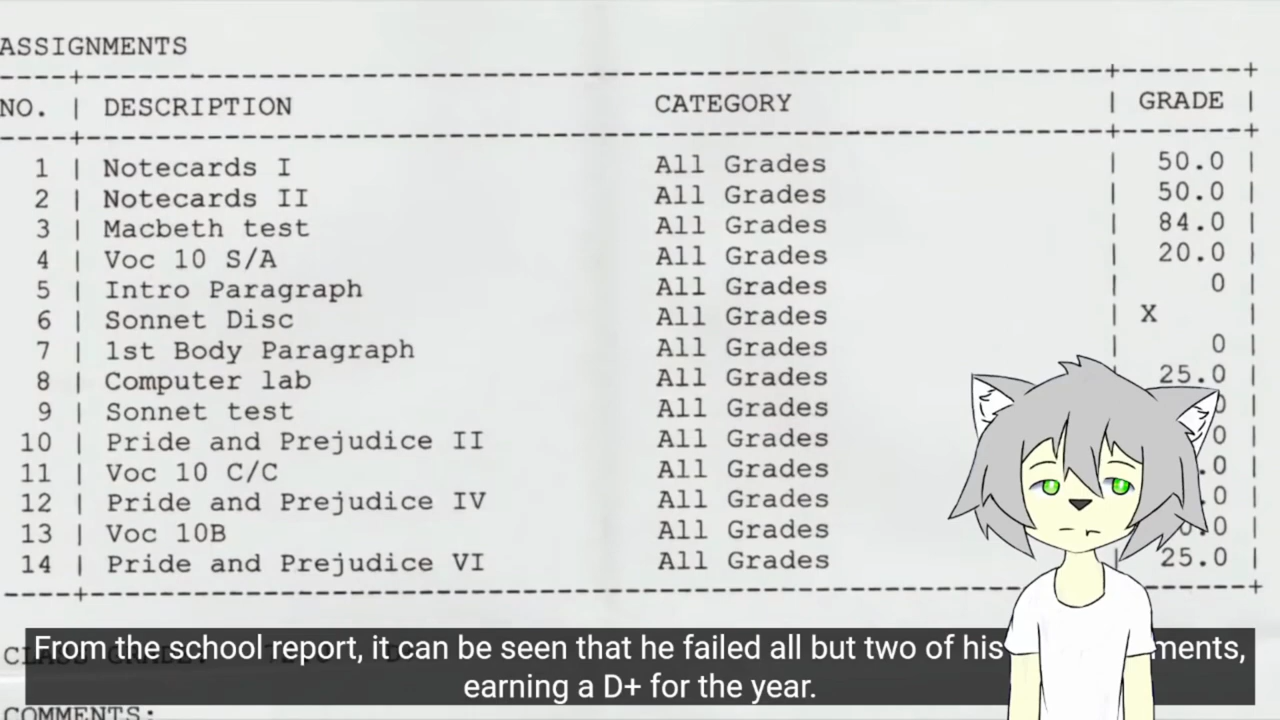 ASSIGNMENTS
NO. | DESCRIPTION CATEGORY | GRADE |
1 | Notecards I All Grades | 50.0 |
2 | Notecards II All Grades | 50.0 |
3 | Macbeth test All Grades | 84.0 |
4 | Voc 10 S/A All Grades | 20.0 |
5 | Intro Paragraph All Grades | 0 |
6 | Sonnet Disc All Grades | X |
7 | 1st Body Paragraph All Grades | 0 |
8 | Computer lab All Grades 25.0 |
9 | Sonnet test All Grades
10 | Pride and Prejudice II All Grades
11 | Voc 10 C/C All Grades
12 | Pride and Prejudice IV All Grades
13 | Voc 10B All Grades
14 | Pride and Prejudice VI All Grades | 25.0 |
From the school report, it can be seen that he failed all but two of his
earning a D+ for the year.
COMMENTS: